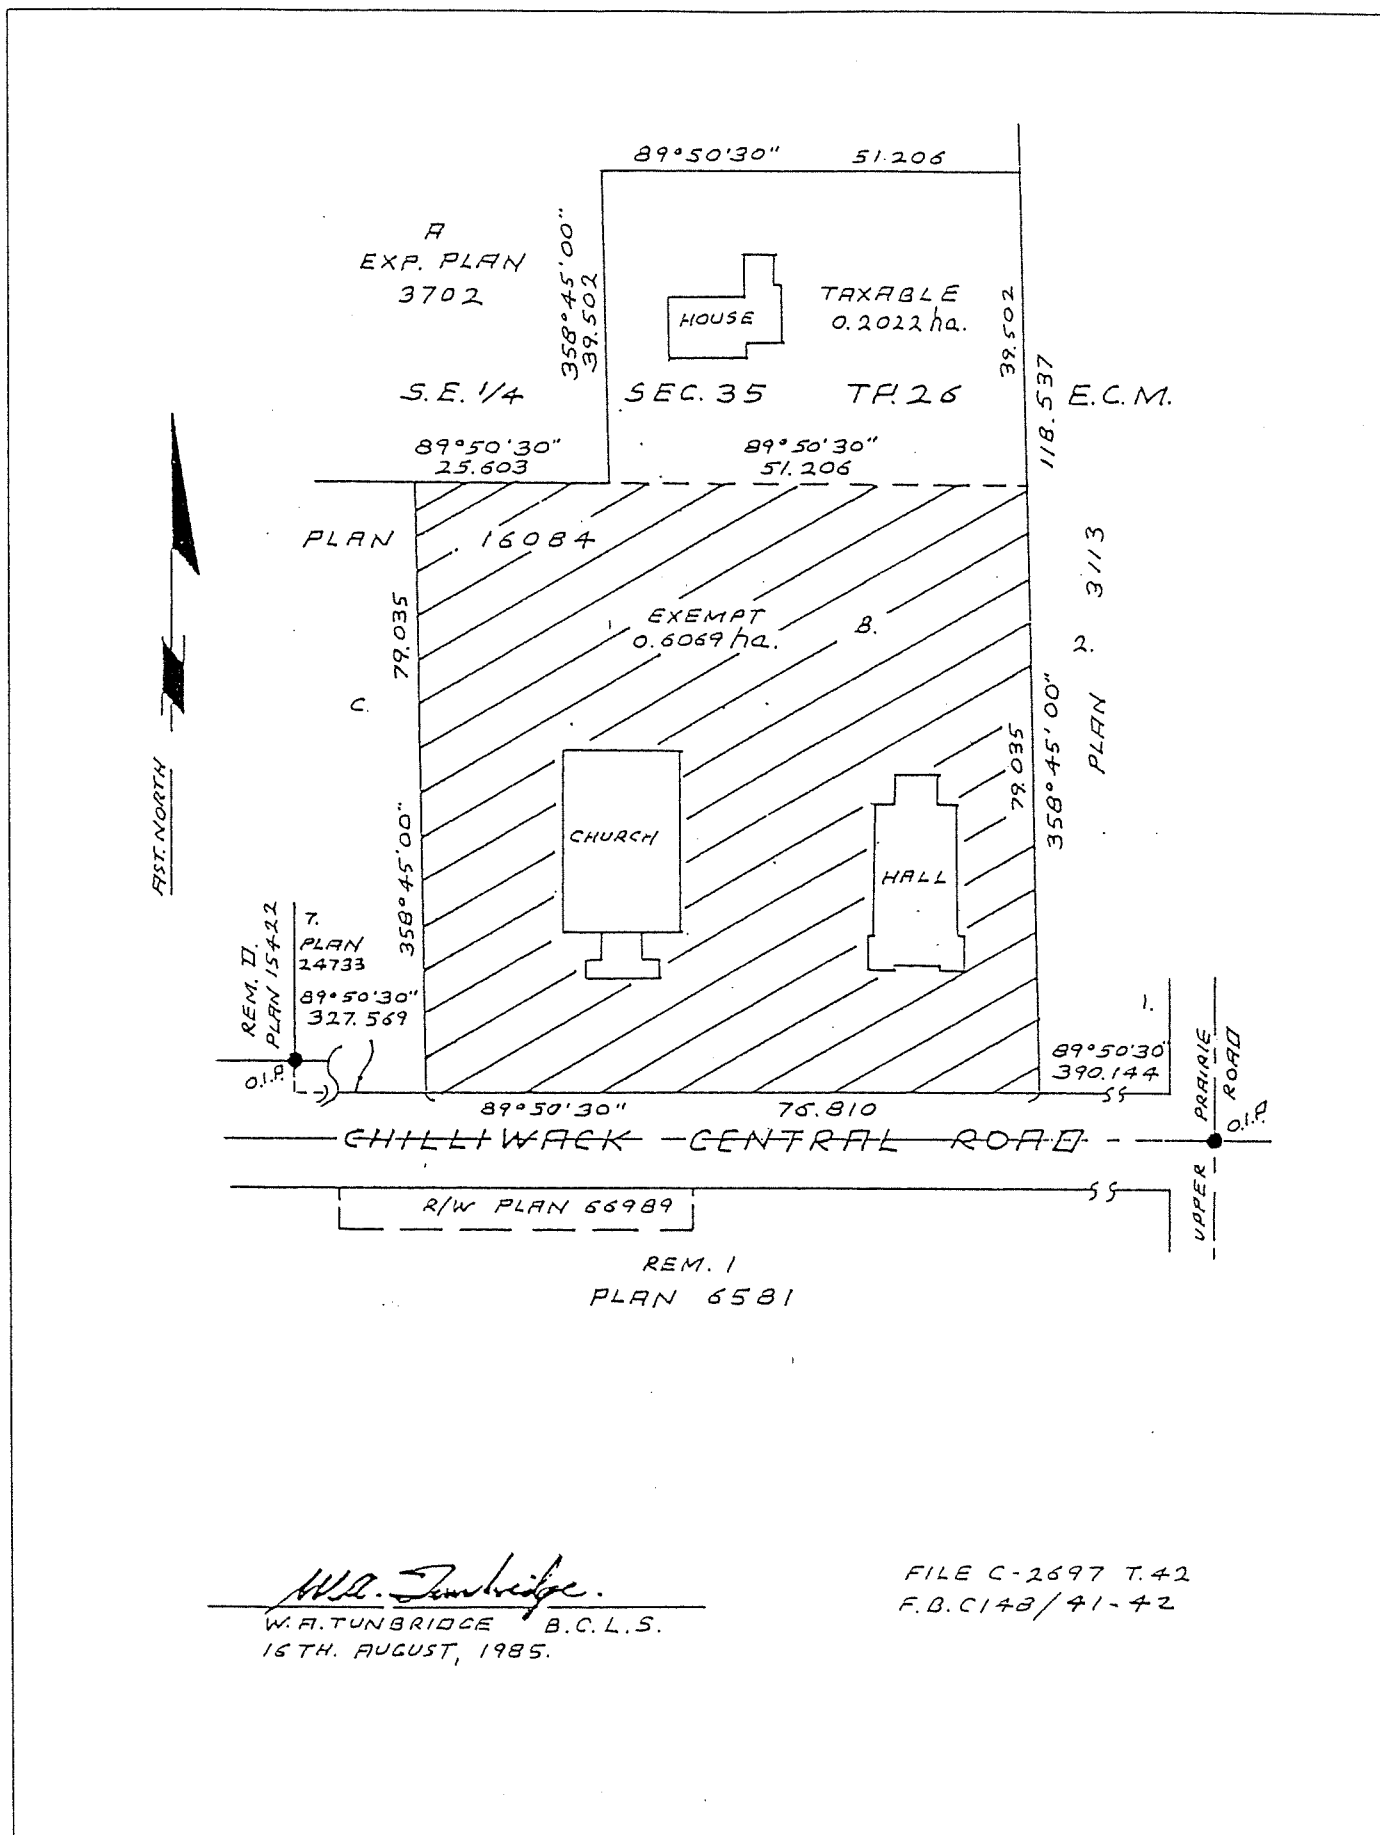 89°50'30" 51.206
A
EXP. PLAN
3702
358°45'00"
39.502
HOUSE
TAXABLE
0.2022 ha.
39.502
118.537
S.E. 1/4 SEC. 35 TP. 26 E.C.M.
89°50'30"
25.603
89°50'30"
51.206
PLAN 16084
EXEMPT
0.6069 ha.
B.
79.035
358°45'00"
C.
2.
PLAN 3113
79.035
358°45'00"
AST. NORTH
CHURCH
HALL
REM. D.
PLAN 15422
7.
PLAN
24733
89°50'30"
327.569
O.I.P.
1.
89°50'30
390.144
UPPER PRAIRIE
ROAD
O.I.P.
89°50'30" 76.810
CHILLIWACK CENTRAL ROAD
R/W PLAN 66989
REM. 1
PLAN 6581
W.A. Tunbridge.
W. A. TUNBRIDGE B.C.L.S.
16TH. AUGUST, 1985.
FILE C-2697 T.42
F.B. C148/41-42